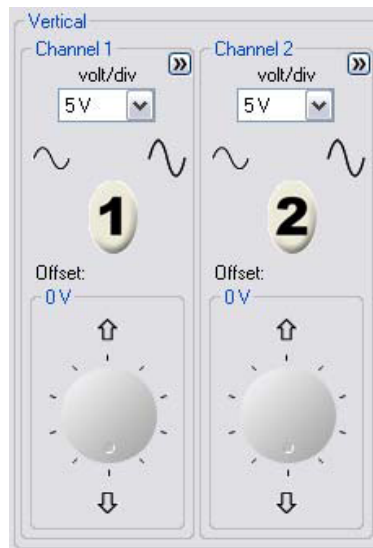 Vertical
Channel 1
»
volt/div
5 V
1
Offset:
0 V
Channel 2
»
volt/div
5 V
2
Offset:
0 V